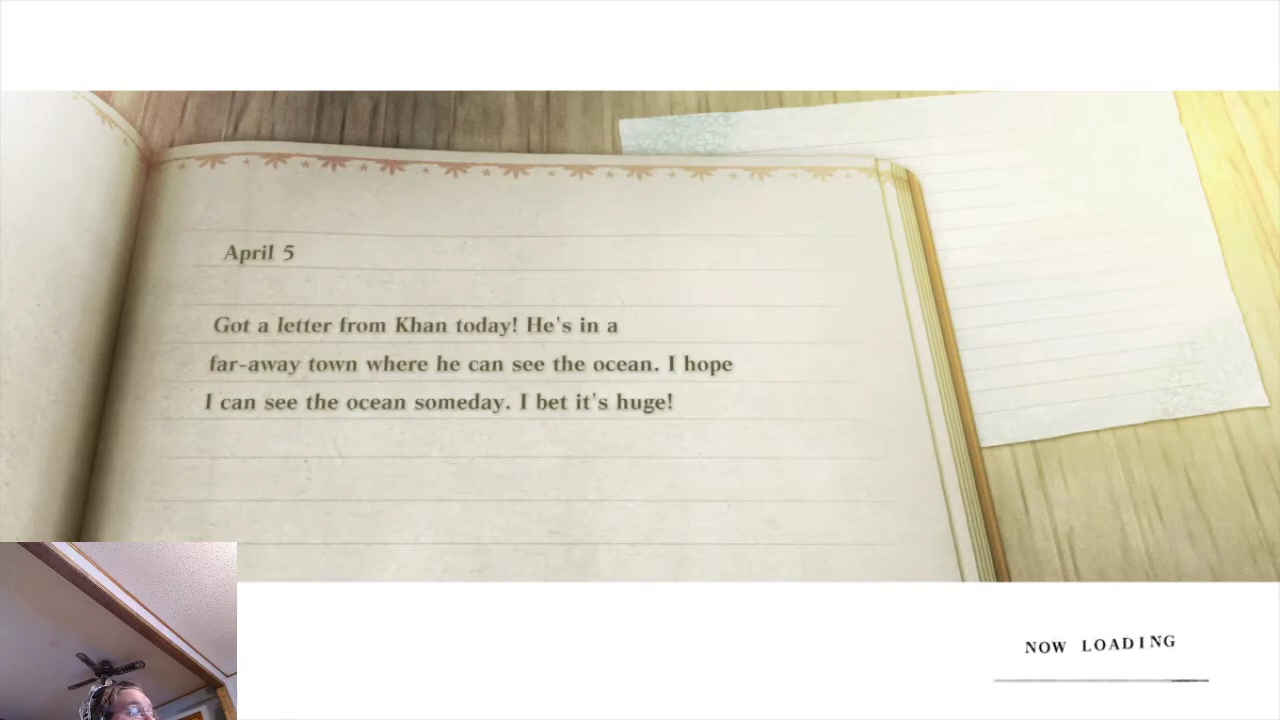 April 5
Got a letter from Khan today! He's in a
far-away town where he can see the ocean. I hope
I can see the ocean someday. I bet it's huge!
NOW LOADING